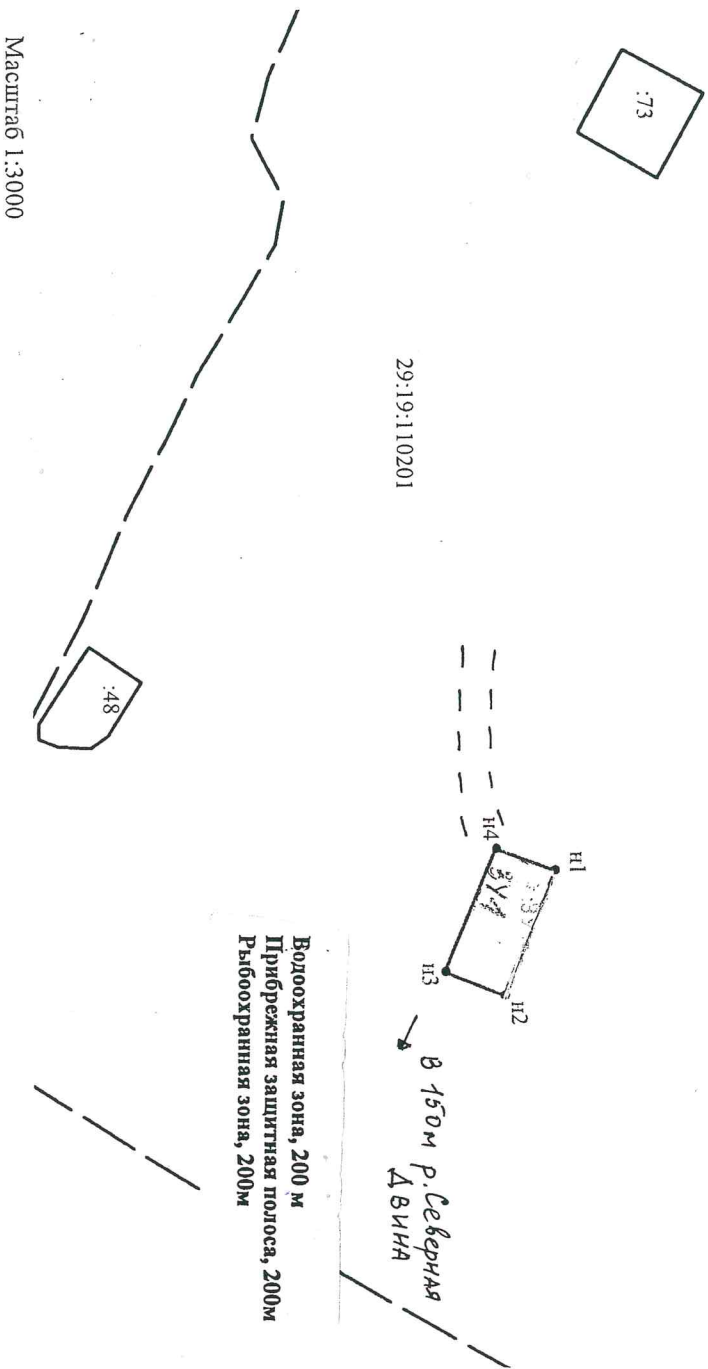 :73
29:19:110201
н1
н4
ЗУ1
н2
н3
В 150м р. Северная
Двина
:48
Водоохранная зона, 200 м
Прибрежная защитная полоса, 200м
Рыбоохранная зона, 200м
Масштаб 1:3000